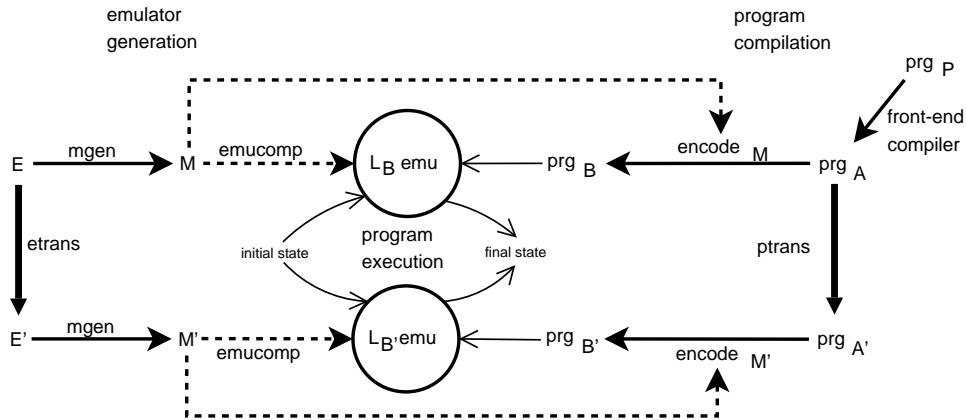 emulator
generation
program
compilation
prg P
front-end
compiler
E
mgen
M
emucomp
L B emu
prg B
encode M
prg A
etrans
initial state
program
execution
final state
ptrans
E’
mgen
M’
emucomp
L B’ emu
prg B’
encode M’
prg A’